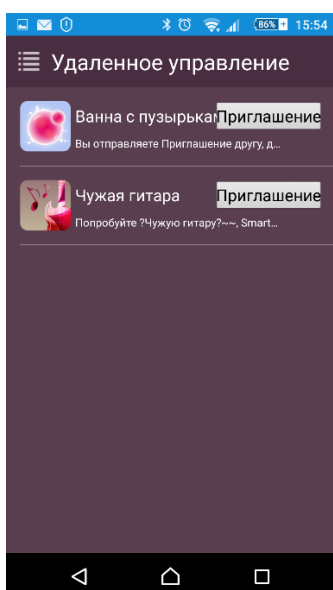 86% 15:54
Удаленное управление
Ванна с пузырькам
Приглашение
Вы отправляете Приглашение другу, д...
Чужая гитара
Приглашение
Попробуйте ?Чужую гитару?~~, Smart...